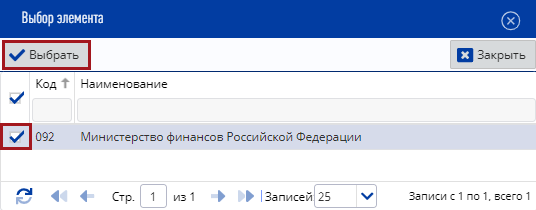 Выбор элемента
Выбрать Закрыть
Код Наименование
092 Министерство финансов Российской Федерации
Стр. 1 из 1 Записей 25 Записи с 1 по 1, всего 1